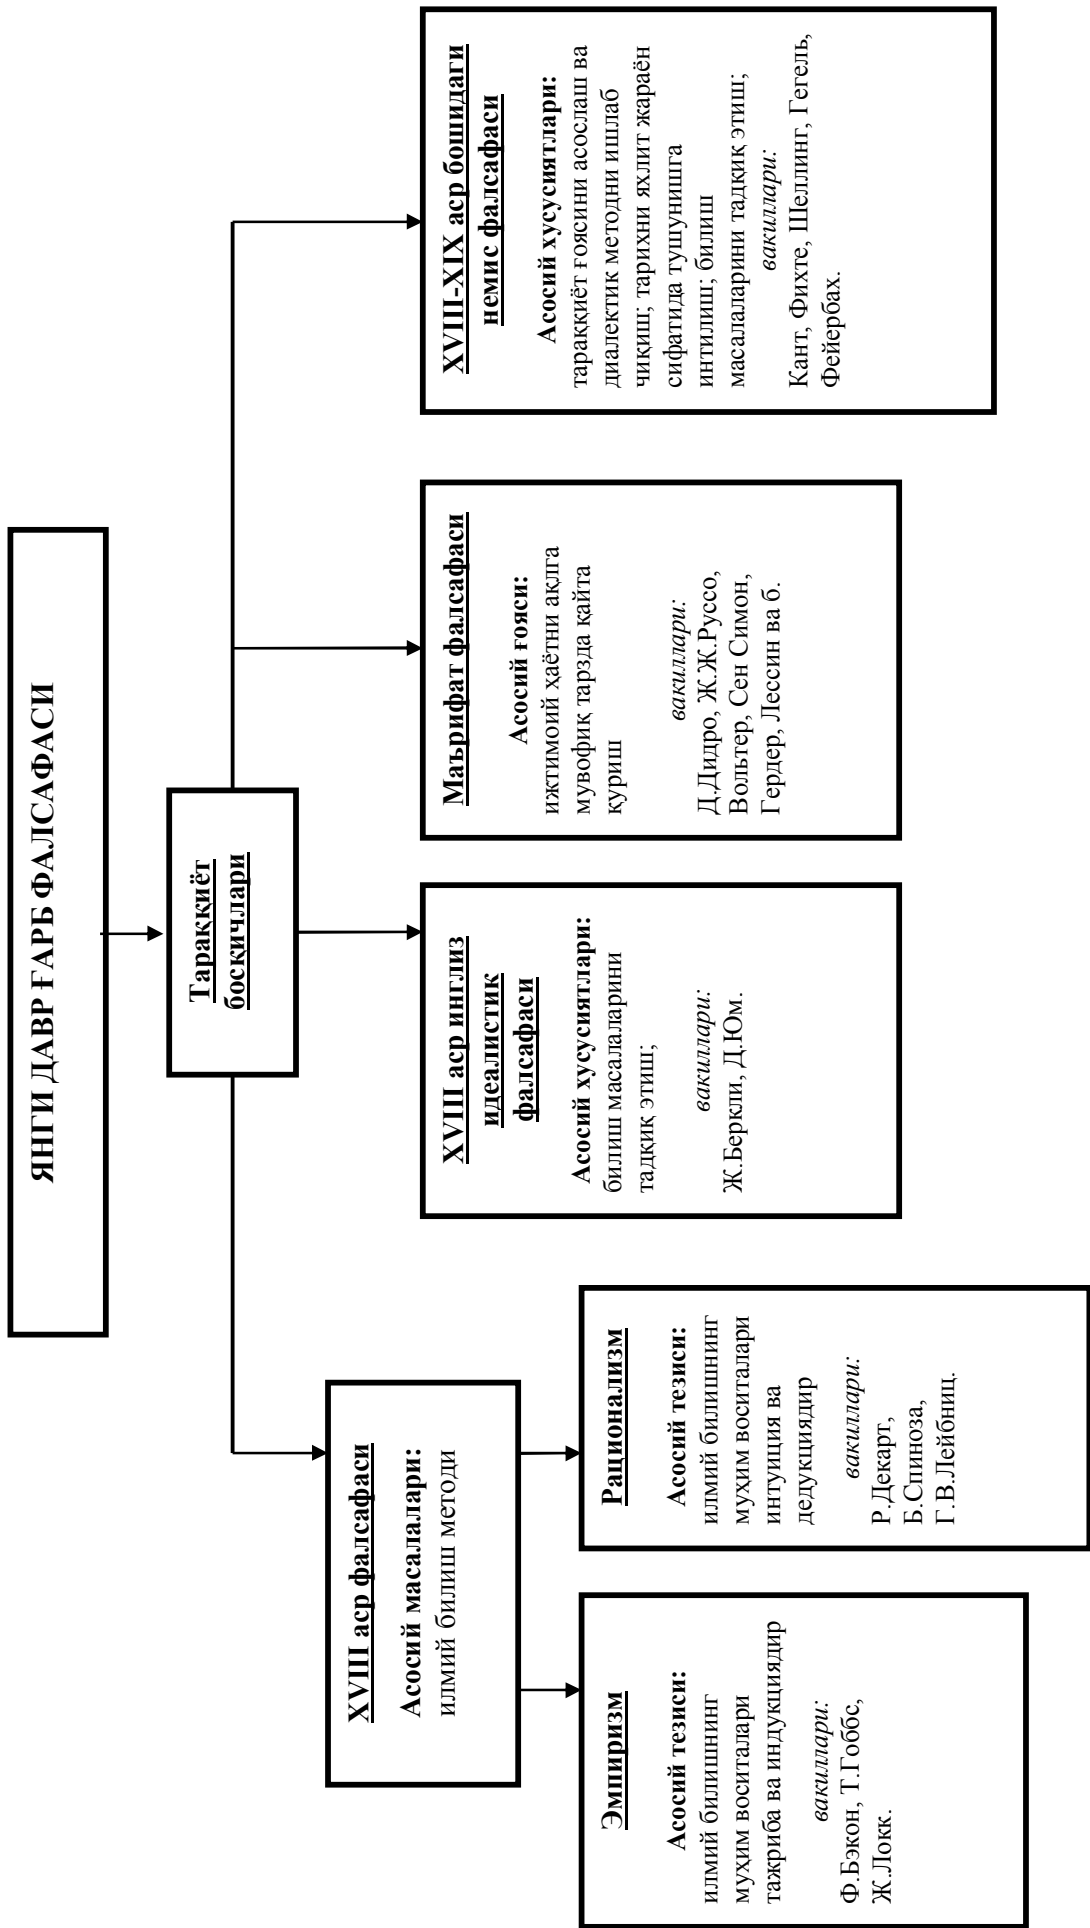 ЯНГИ ДАВР ҒАРБ ФАЛСАФАСИ
Тараққиёт
босқичлари
XVIII аср фалсафаси
Асосий масалалари:
илмий билиш методи
Эмпиризм
Асосий тезиси:
илмий билишнинг
муҳим воситалари
тажриба ва индукциядир
вакиллари:
Ф.Бэкон, Т.Гоббс,
Ж.Локк.
Рационализм
Асосий тезиси:
илмий билишнинг
муҳим воситалари
интуиция ва
дедукциядир
вакиллари:
Р.Декарт,
Б.Спиноза,
Г.В.Лейбниц.
XVIII аср инглиз
идеалистик
фалсафаси
Асосий хусусиятлари:
билиш масалаларини
тадқиқ этиш;
вакиллари:
Ж.Беркли, Д.Юм.
Маърифат фалсафаси
Асосий ғояси:
ижтимоий ҳаётни ақлга
мувофиқ тарзда қайта
қуриш
вакиллари:
Д.Дидро, Ж.Ж.Руссо,
Вольтер, Сен Симон,
Гердер, Лессин ва б.
XVIII-XIX аср бошидаги
немис фалсафаси
Асосий хусусиятлари:
тараққиёт ғоясини асослаш ва
диалектик методни ишлаб
чиқиш; тарихни яхлит жараён
сифатида тушунишга
интилиш; билиш
масалаларини тадқиқ этиш;
вакиллари:
Кант, Фихте, Шеллинг, Гегель,
Фейербах.